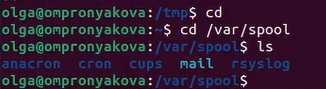 olga@ompronyakova:/tmp$ cd
olga@ompronyakova:~$ cd /var/spool
olga@ompronyakova:/var/spool$ ls
anacron cron cups mail rsyslog
olga@ompronyakova:/var/spool$